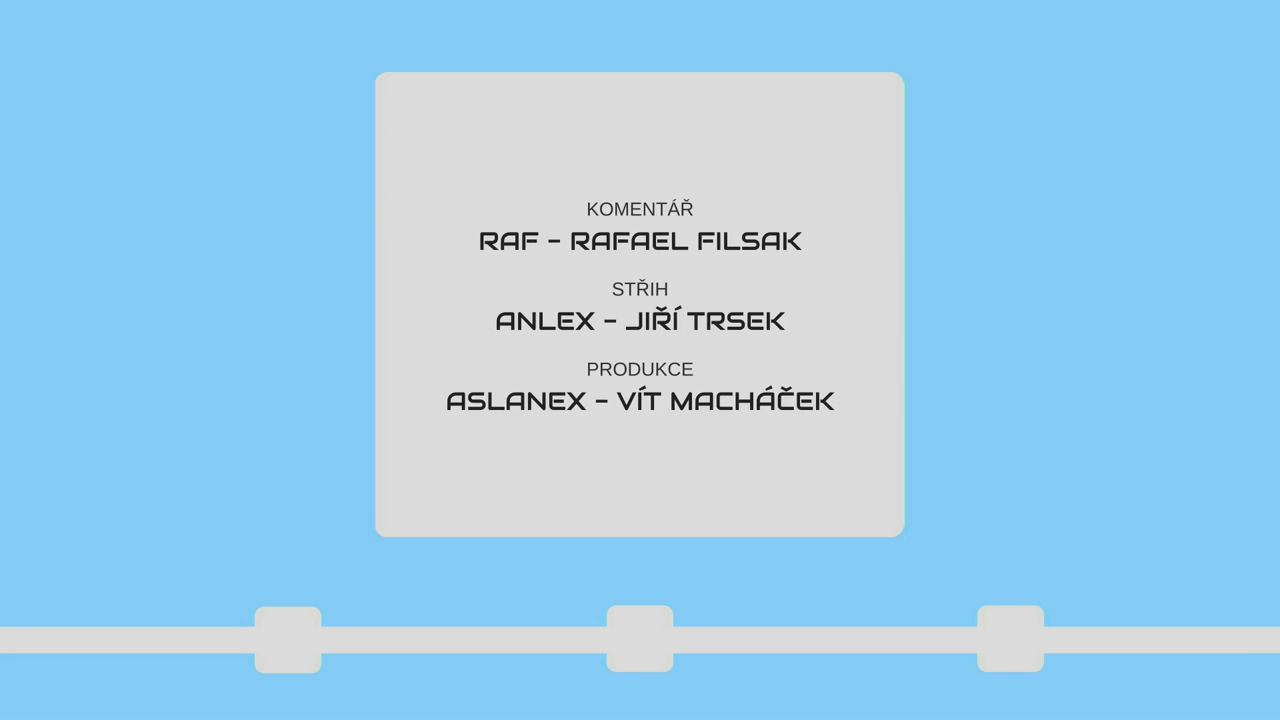 KOMENTÁŘ
RAF - RAFAEL FILSAK
STŘIH
ANLEX - JIŘÍ TRSEK
PRODUKCE
ASLANEX - VÍT MACHÁČEK